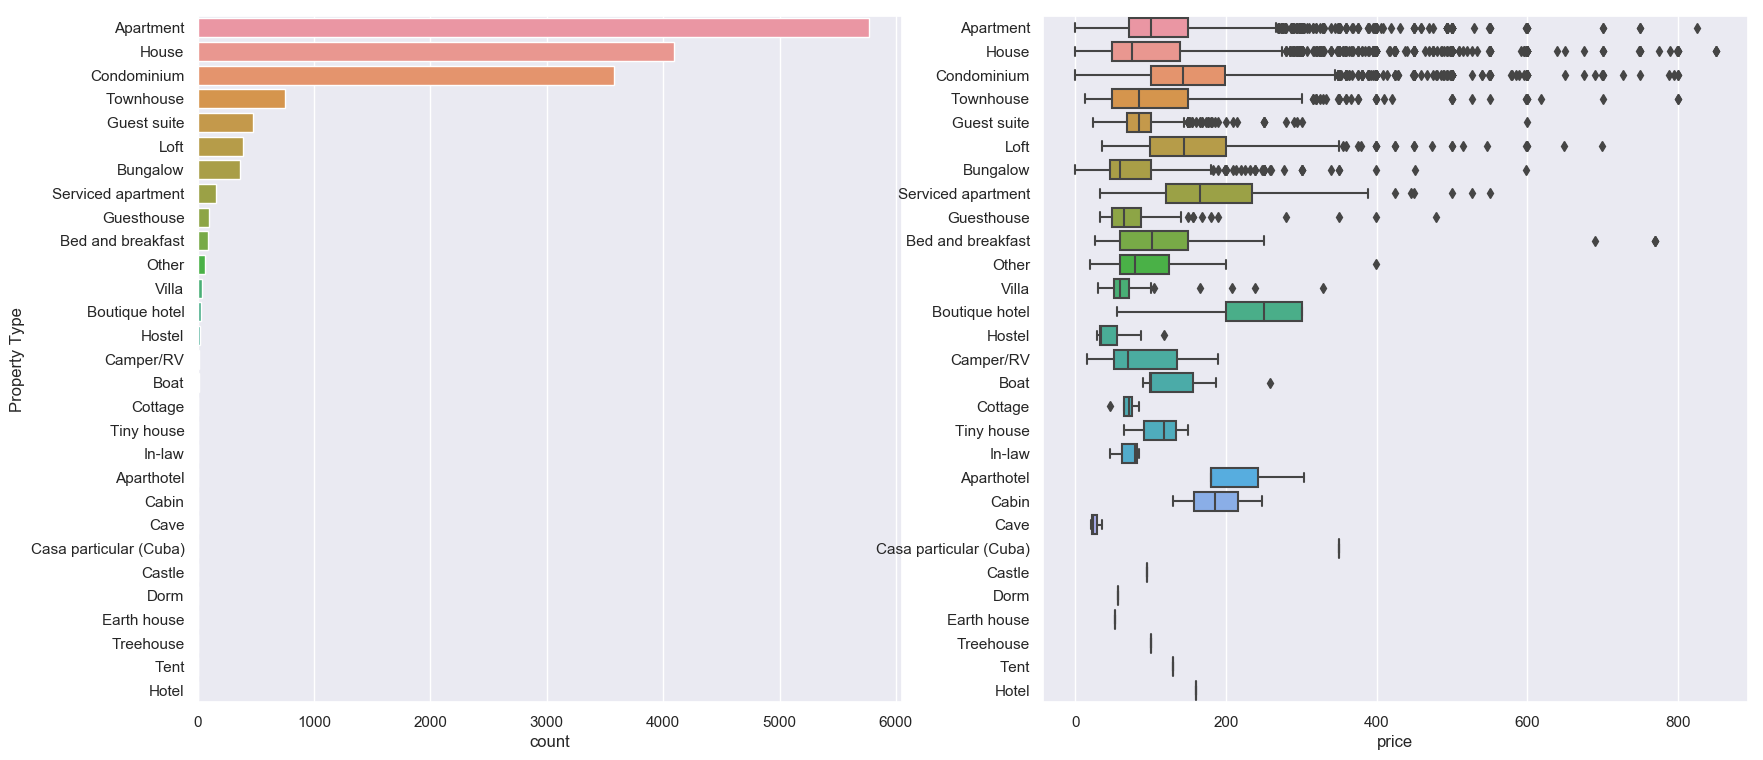 Property Type
Apartment
House
Condominium
Townhouse
Guest suite
Loft
Bungalow
Serviced apartment
Guesthouse
Bed and breakfast
Other
Villa
Boutique hotel
Hostel
Camper/RV
Boat
Cottage
Tiny house
In-law
Aparthotel
Cabin
Cave
Casa particular (Cuba)
Castle
Dorm
Earth house
Treehouse
Tent
Hotel
0 1000 2000 3000 4000 5000 6000
count
Apartment
House
Condominium
Townhouse
Guest suite
Loft
Bungalow
Serviced apartment
Guesthouse
Bed and breakfast
Other
Villa
Boutique hotel
Hostel
Camper/RV
Boat
Cottage
Tiny house
In-law
Aparthotel
Cabin
Cave
Casa particular (Cuba)
Castle
Dorm
Earth house
Treehouse
Tent
Hotel
0 200 400 600 800
price